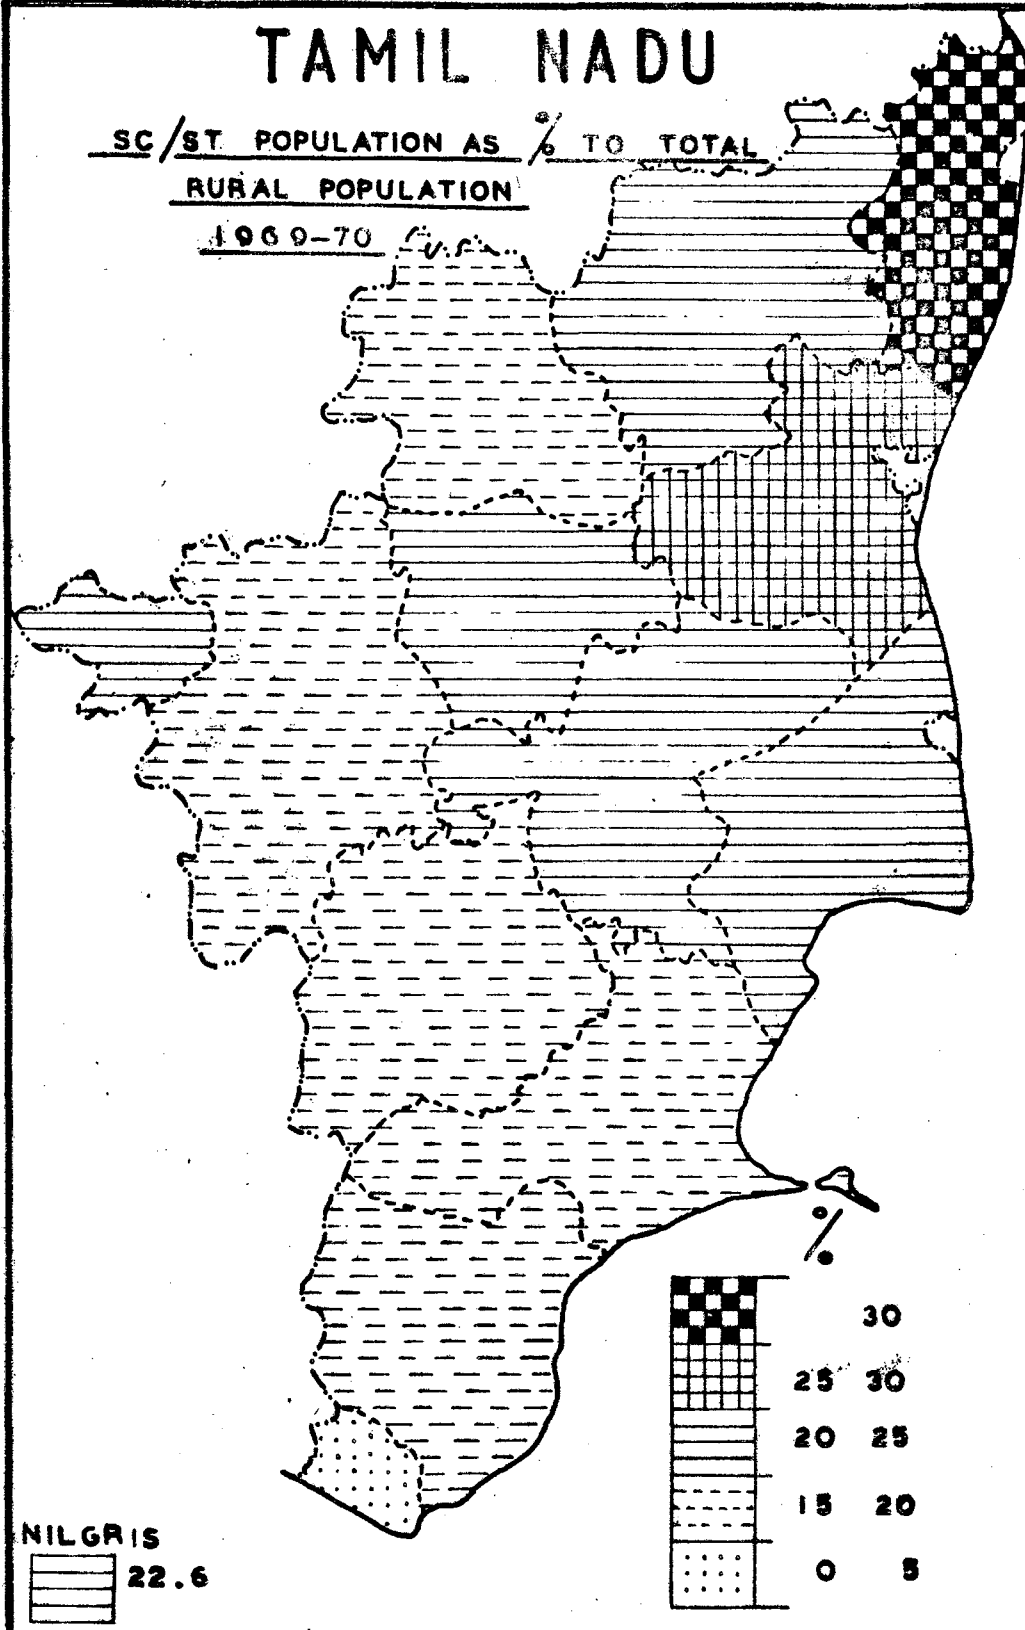 TAMIL NADU
SC/ST POPULATION AS % TO TOTAL
RURAL POPULATION
1969-70
%
30
25 30
20 25
15 20
0 5
NILGRIS
22.6